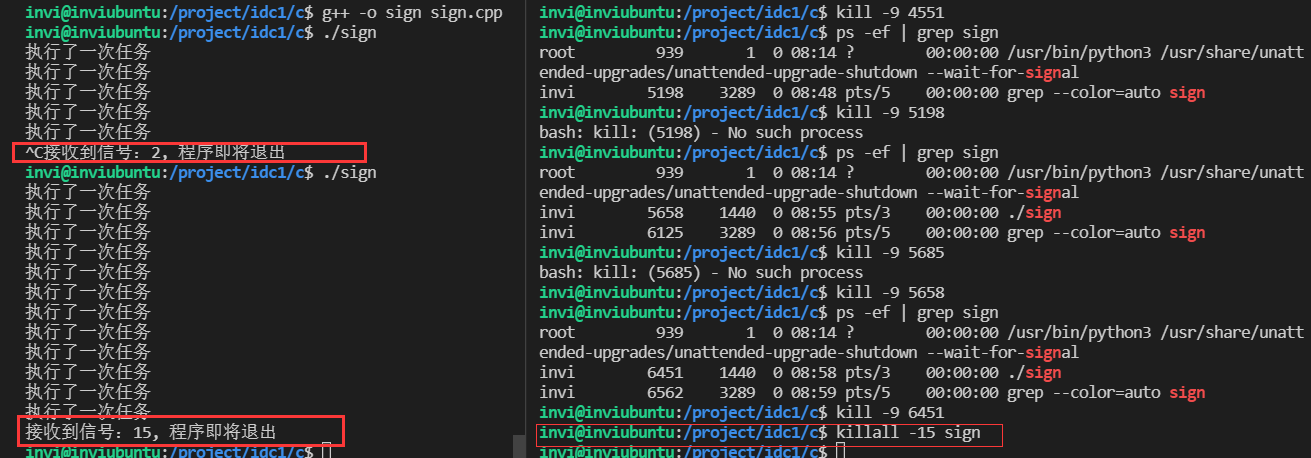 invi@inviubuntu:/project/idc1/c$ g++ -o sign sign.cpp
invi@inviubuntu:/project/idc1/c$ ./sign
执行了一次任务
执行了一次任务
执行了一次任务
执行了一次任务
执行了一次任务
^C接收到信号：2, 程序即将退出
invi@inviubuntu:/project/idc1/c$ ./sign
执行了一次任务
执行了一次任务
执行了一次任务
执行了一次任务
执行了一次任务
执行了一次任务
执行了一次任务
执行了一次任务
执行了一次任务
执行了一次任务
执行了一次任务
执行了一次任务
接收到信号：15, 程序即将退出
invi@inviubuntu:/project/idc1/c$
invi@inviubuntu:/project/idc1/c$ kill -9 4551
invi@inviubuntu:/project/idc1/c$ ps -ef | grep sign
root 939 1 0 08:14 ? 00:00:00 /usr/bin/python3 /usr/share/unatt
ended-upgrades/unattended-upgrade-shutdown --wait-for-signal
invi 5198 3289 0 08:48 pts/5 00:00:00 grep --color=auto sign
invi@inviubuntu:/project/idc1/c$ kill -9 5198
bash: kill: (5198) - No such process
invi@inviubuntu:/project/idc1/c$ ps -ef | grep sign
root 939 1 0 08:14 ? 00:00:00 /usr/bin/python3 /usr/share/unatt
ended-upgrades/unattended-upgrade-shutdown --wait-for-signal
invi 5658 1440 0 08:55 pts/3 00:00:00 ./sign
invi 6125 3289 0 08:56 pts/5 00:00:00 grep --color=auto sign
invi@inviubuntu:/project/idc1/c$ kill -9 5685
bash: kill: (5685) - No such process
invi@inviubuntu:/project/idc1/c$ kill -9 5658
invi@inviubuntu:/project/idc1/c$ ps -ef | grep sign
root 939 1 0 08:14 ? 00:00:00 /usr/bin/python3 /usr/share/unatt
ended-upgrades/unattended-upgrade-shutdown --wait-for-signal
invi 6451 1440 0 08:58 pts/3 00:00:00 ./sign
invi 6562 3289 0 08:59 pts/5 00:00:00 grep --color=auto sign
invi@inviubuntu:/project/idc1/c$ kill -9 6451
invi@inviubuntu:/project/idc1/c$ killall -15 sign
invi@inviubuntu:/project/idc1/c$